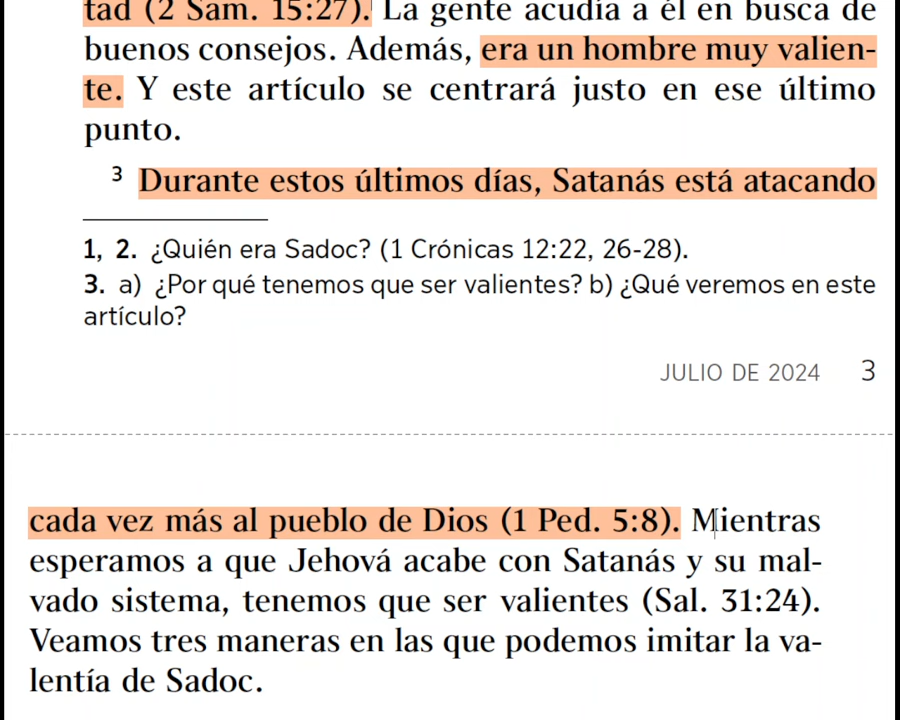 tad (2 Sam. 15:27). La gente acudía a él en busca de
buenos consejos. Además, era un hombre muy valien-
te. Y este artículo se centrará justo en ese último
punto.
3 Durante estos últimos días, Satanás está atacando
1, 2. ¿Quién era Sadoc? (1 Crónicas 12:22, 26-28).
3. a) ¿Por qué tenemos que ser valientes? b) ¿Qué veremos en este
artículo?
JULIO DE 2024 3
cada vez más al pueblo de Dios (1 Ped. 5:8). Mientras
esperamos a que Jehová acabe con Satanás y su mal-
vado sistema, tenemos que ser valientes (Sal. 31:24).
Veamos tres maneras en las que podemos imitar la va-
lentía de Sadoc.